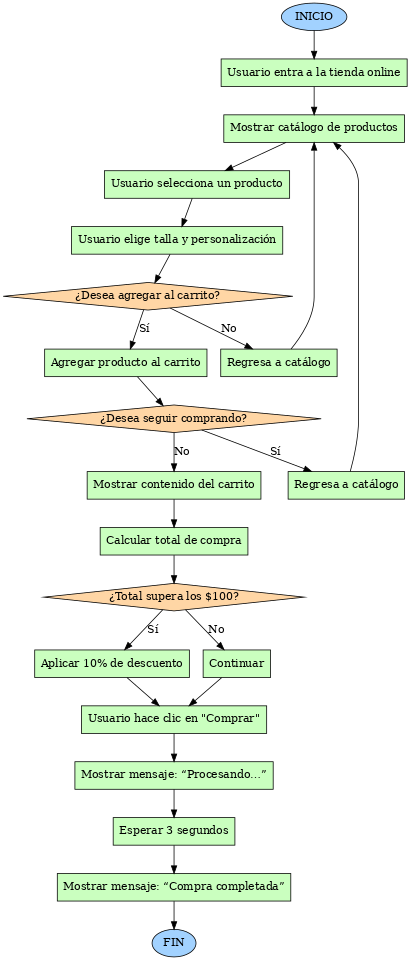 INICIO
Usuario entra a la tienda online
Mostrar catálogo de productos
Usuario selecciona un producto
Usuario elige talla y personalización
¿Desea agregar al carrito?
Sí
No
Agregar producto al carrito
Regresa a catálogo
¿Desea seguir comprando?
No
Sí
Mostrar contenido del carrito
Regresa a catálogo
Calcular total de compra
¿Total supera los $100?
Sí
No
Aplicar 10% de descuento
Continuar
Usuario hace clic en "Comprar"
Mostrar mensaje: “Procesando...”
Esperar 3 segundos
Mostrar mensaje: “Compra completada”
FIN